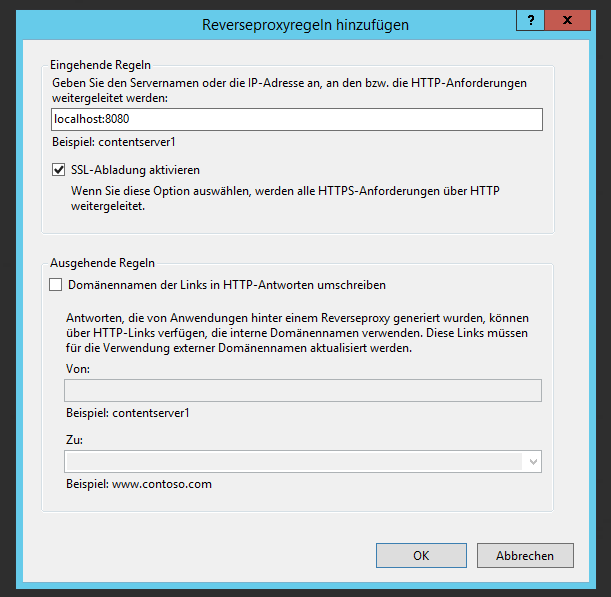 Reverseproxyregeln hinzufügen
?
x
Eingehende Regeln
Geben Sie den Servernamen oder die IP-Adresse an, an den bzw. die HTTP-Anforderungen
weitergeleitet werden:
localhost:8080
Beispiel: contentserver1
SSL-Abladung aktivieren
Wenn Sie diese Option auswählen, werden alle HTTPS-Anforderungen über HTTP
weitergeleitet.
Ausgehende Regeln
Domänennamen der Links in HTTP-Antworten umschreiben
Antworten, die von Anwendungen hinter einem Reverseproxy generiert wurden, können
über HTTP-Links verfügen, die interne Domänennamen verwenden. Diese Links müssen
für die Verwendung externer Domänennamen aktualisiert werden.
Von:
Beispiel: contentserver1
Zu:
Beispiel: www.contoso.com
OK
Abbrechen